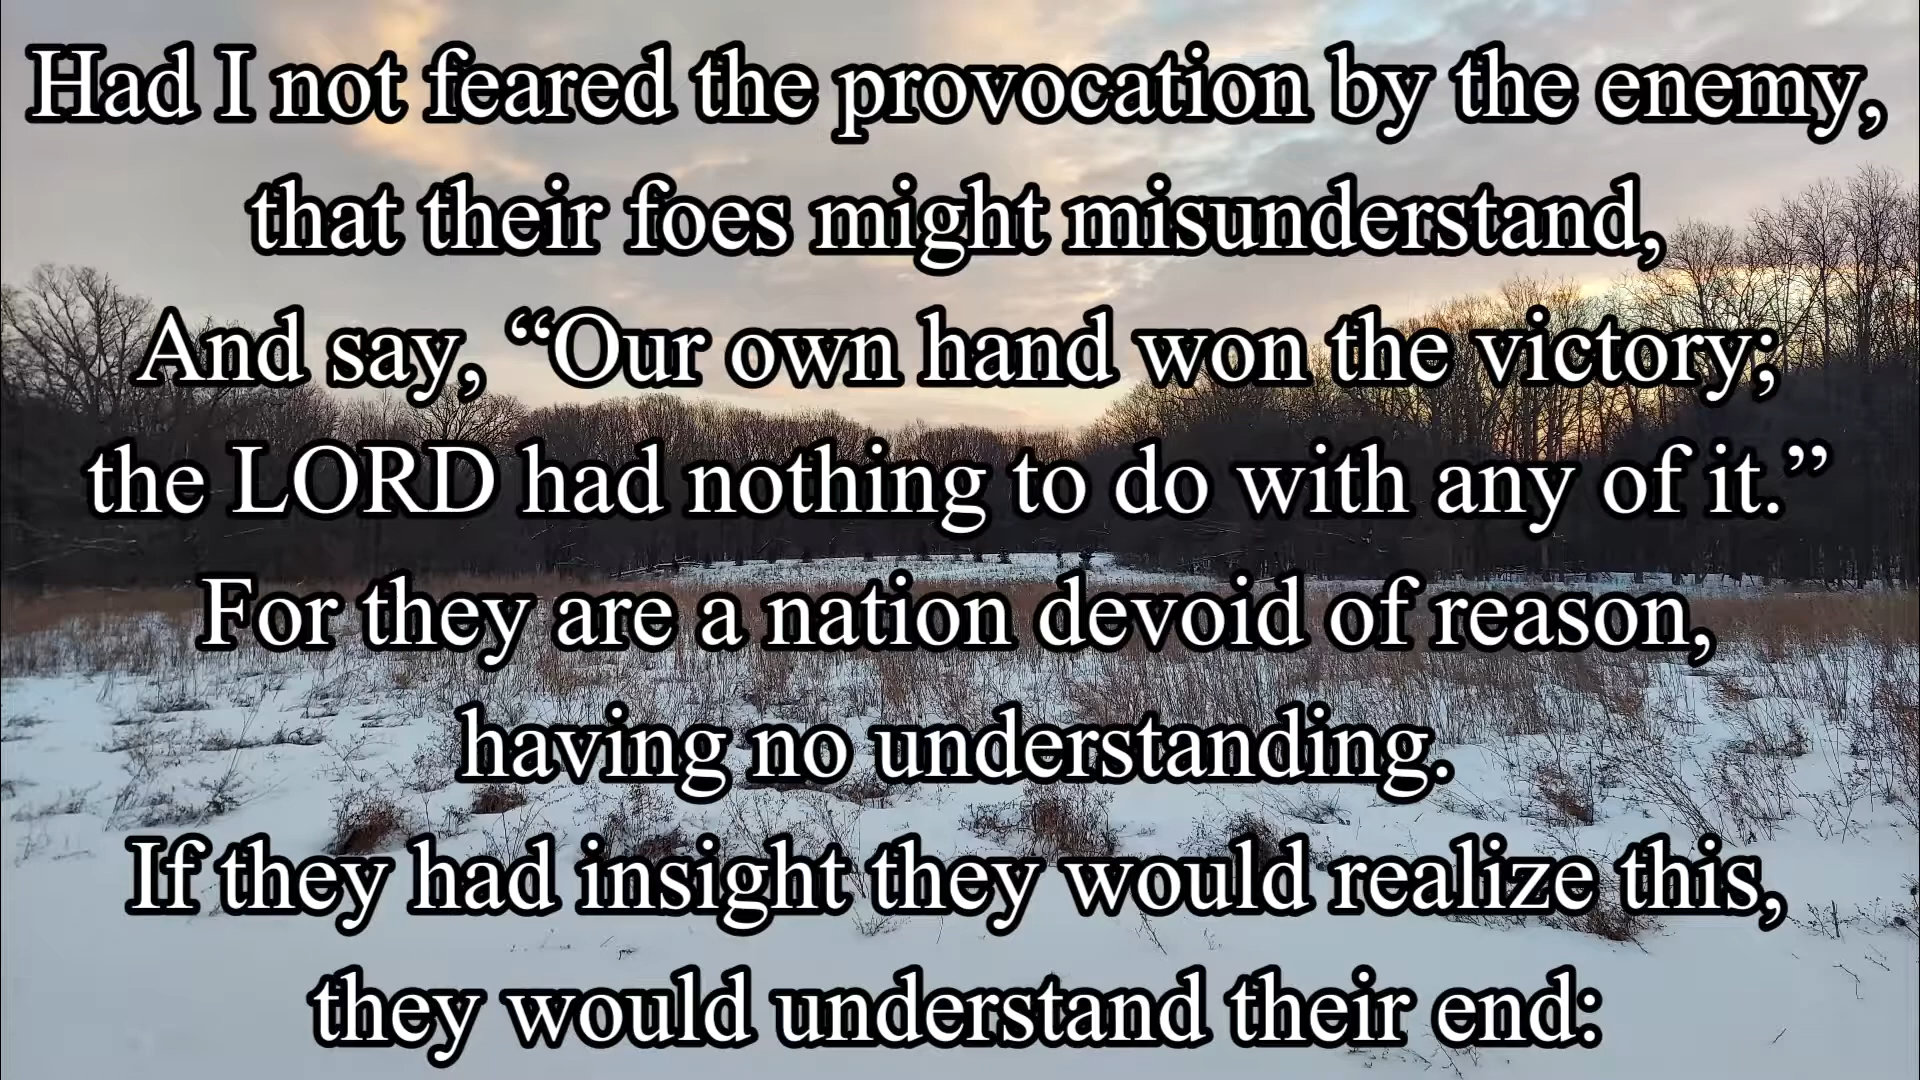 Had I not feared the provocation by the enemy,
that their foes might misunderstand,
And say, “Our own hand won the victory;
the LORD had nothing to do with any of it.”
For they are a nation devoid of reason,
having no understanding.
If they had insight they would realize this,
they would understand their end: